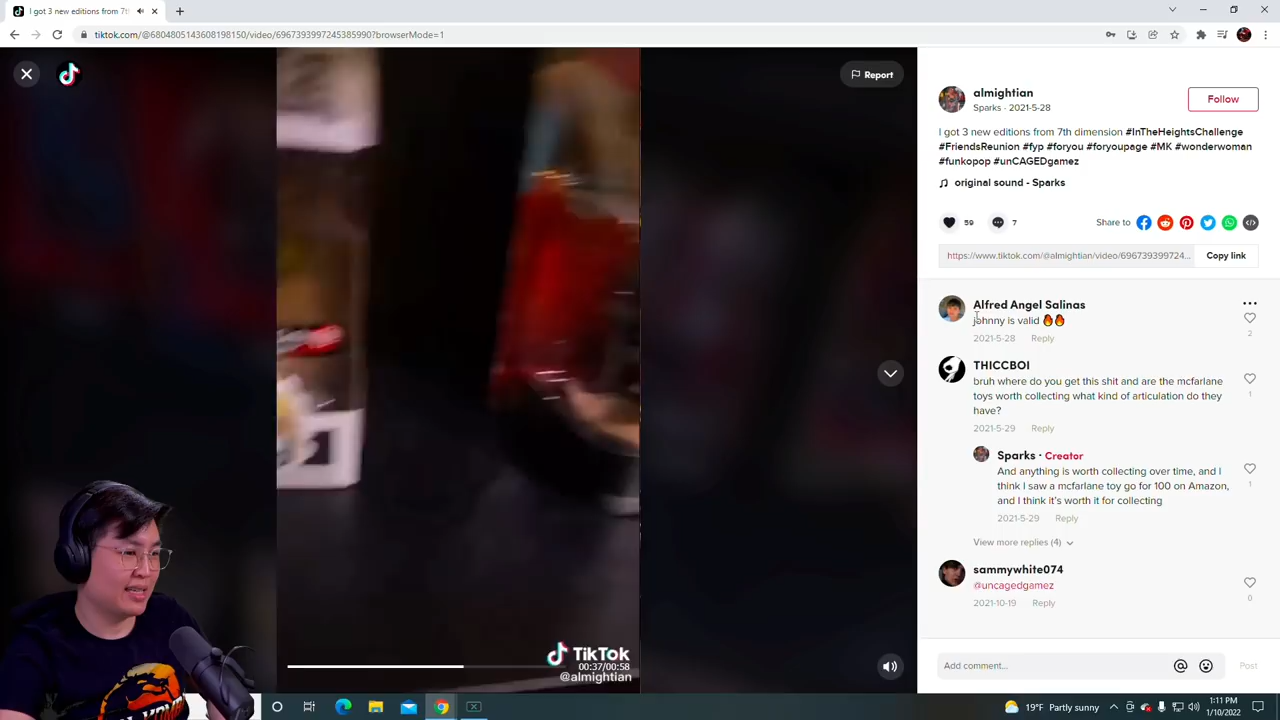 I got 3 new editions from 7th
tiktok.com/@6804805143608198150/video/6967393997245385990?browserMode=1
Report
almightian
Sparks · 2021-5-28
Follow
I got 3 new editions from 7th dimension #InTheHeightsChallenge
#FriendsReunion #fyp #foryou #foryoupage #MK #wonderwoman
#funkopop #unCAGEDgamez
original sound - Sparks
59
7
Share to
https://www.tiktok.com/@almightian/video/696739399724...
Copy link
Alfred Angel Salinas
johnny is valid 🔥🔥
2021-5-28 Reply
2
THICCBOI
bruh where do you get this shit and are the mcfarlane
toys worth collecting what kind of articulation do they
have?
1
2021-5-29 Reply
Sparks · Creator
And anything is worth collecting over time, and I
think I saw a mcfarlane toy go for 100 on Amazon,
and I think it's worth it for collecting
1
2021-5-29 Reply
View more replies (4)
sammywhite074
@uncagedgamez
2021-10-19 Reply
0
TikTok
00:37/00:58
@almightian
Add comment...
Post
19°F Partly sunny
1:11 PM
1/10/2022